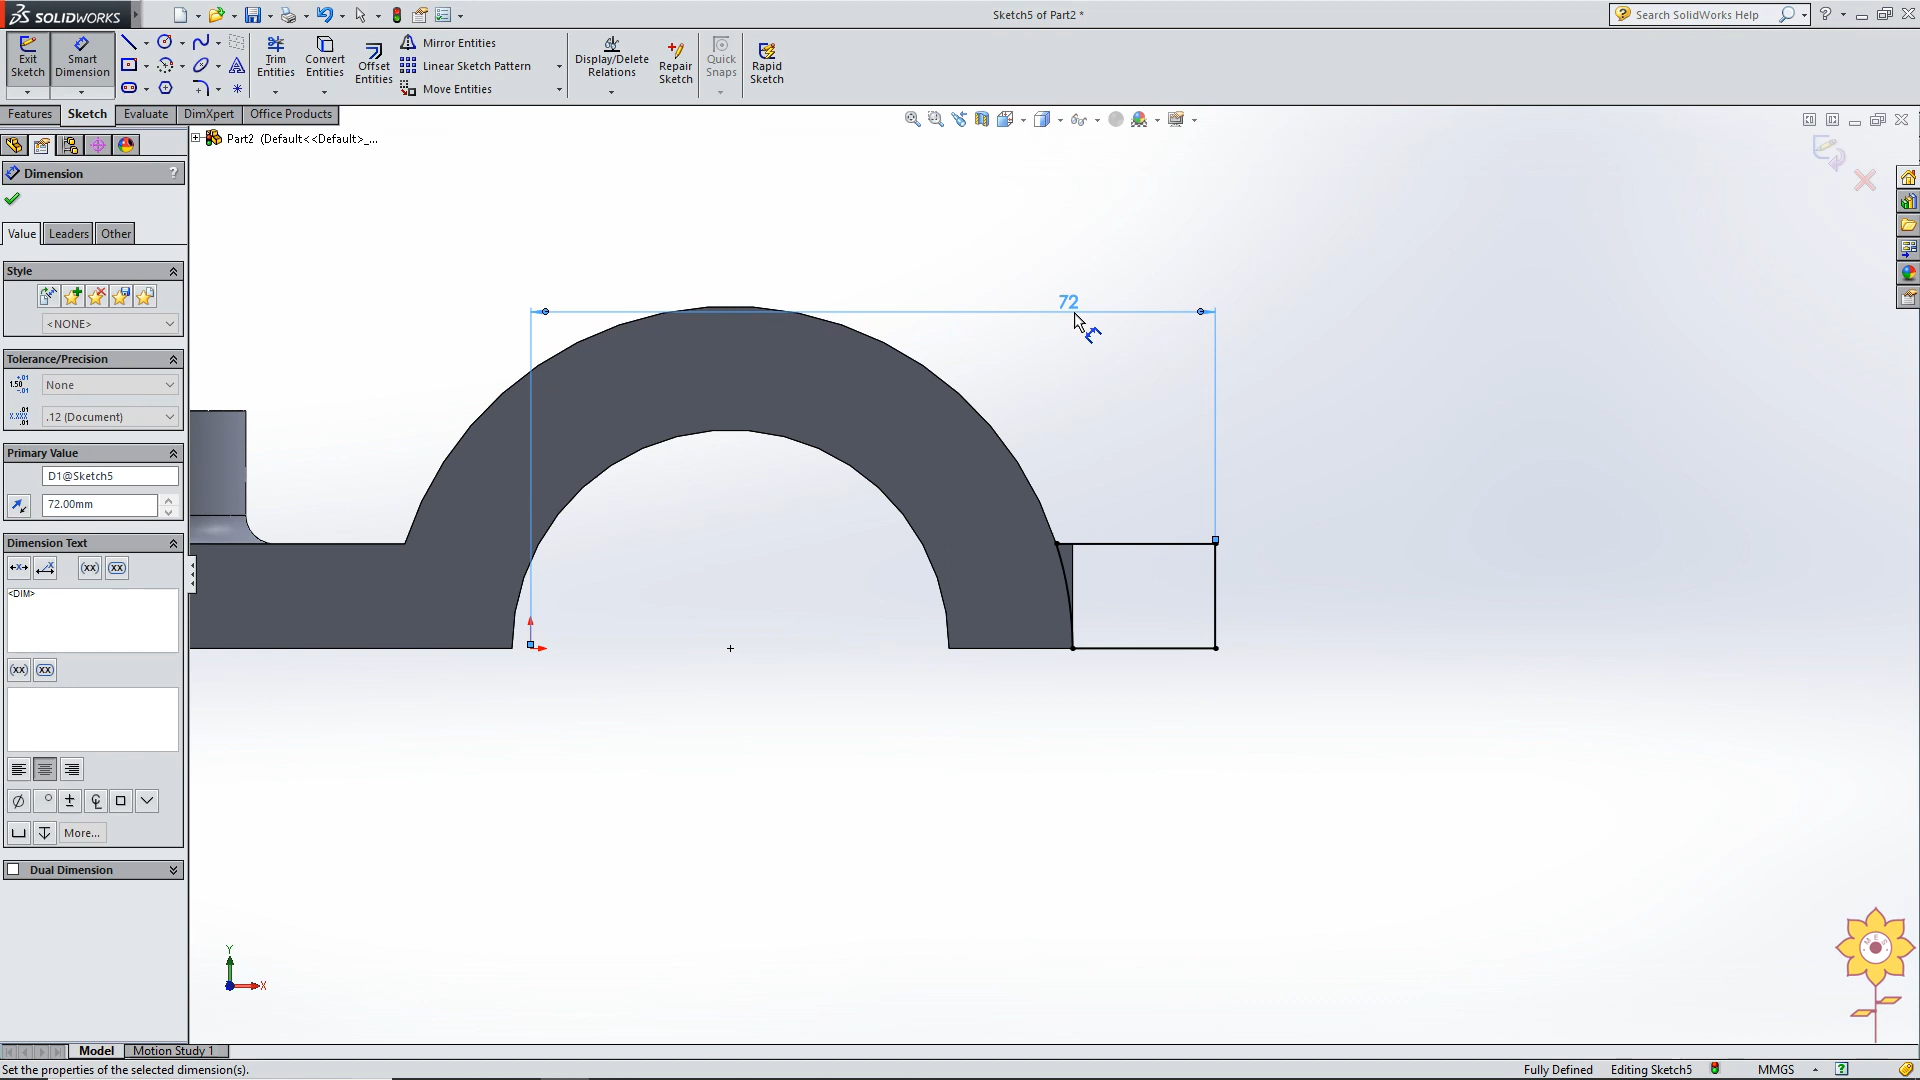 SOLIDWORKS
Sketch5 of Part2 *
Search SolidWorks Help
Exit Sketch
Smart Dimension
Trim Entities
Convert Entities
Offset Entities
Mirror Entities
Linear Sketch Pattern
Move Entities
Display/Delete Relations
Repair Sketch
Quick Snaps
Rapid Sketch
Features
Sketch
Evaluate
DimXpert
Office Products
Part2 (Default<<Default>_...
Dimension
?
Value
Leaders
Other
Style
<NONE>
Tolerance/Precision
None
.12 (Document)
Primary Value
D1@Sketch5
72.00mm
Dimension Text
<DIM>
More...
Dual Dimension
72
Y
X
MES
Model
Motion Study 1
Set the properties of the selected dimension(s).
Fully Defined
Editing Sketch5
MMGS